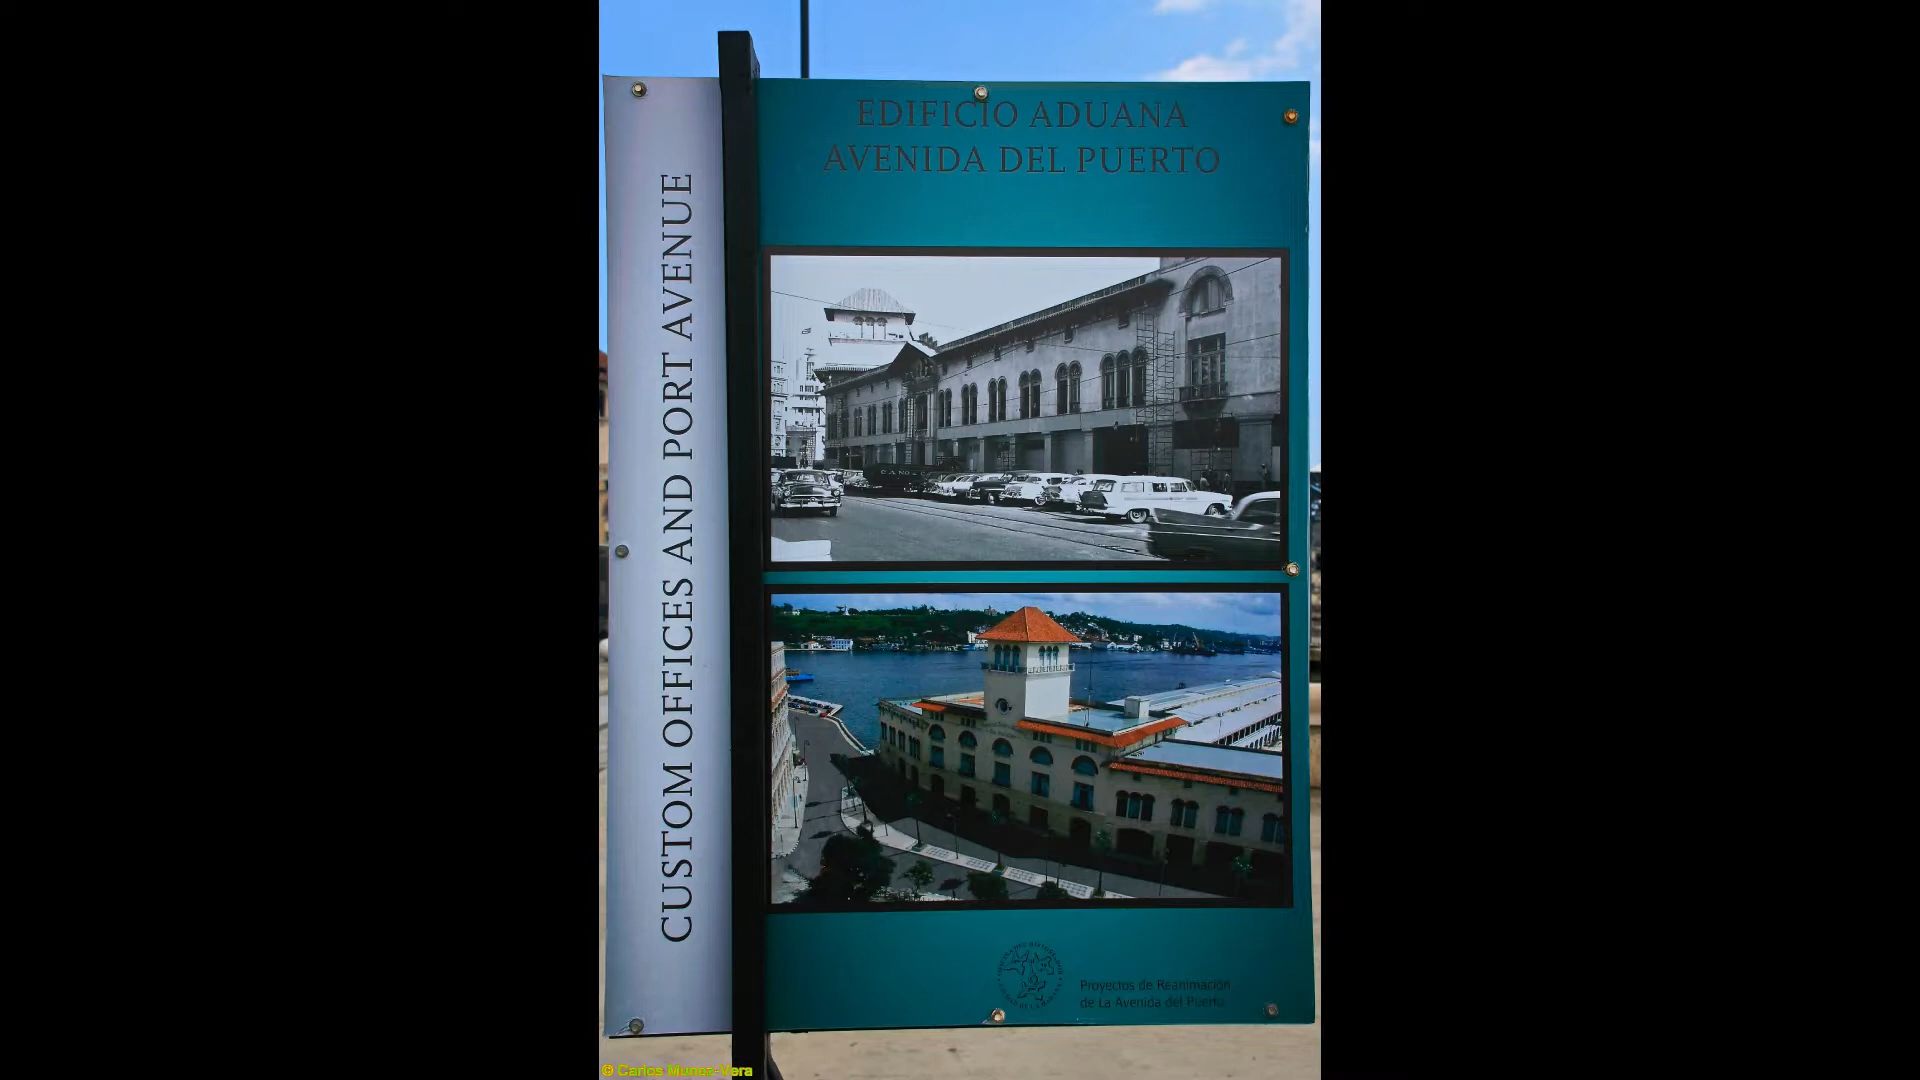 EDIFICIO ADUANA
AVENIDA DEL PUERTO
CUSTOM OFFICES AND PORT AVENUE
Proyectos de Reanimación
de La Avenida del Puerto
© Carlos Munoz-Vera